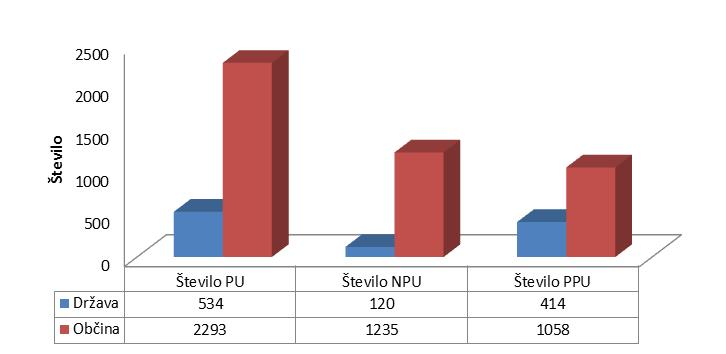 2500
2000
1500
1000
500
0
Število
Število PU Število NPU Število PPU
Država 534 120 414
Občina 2293 1235 1058